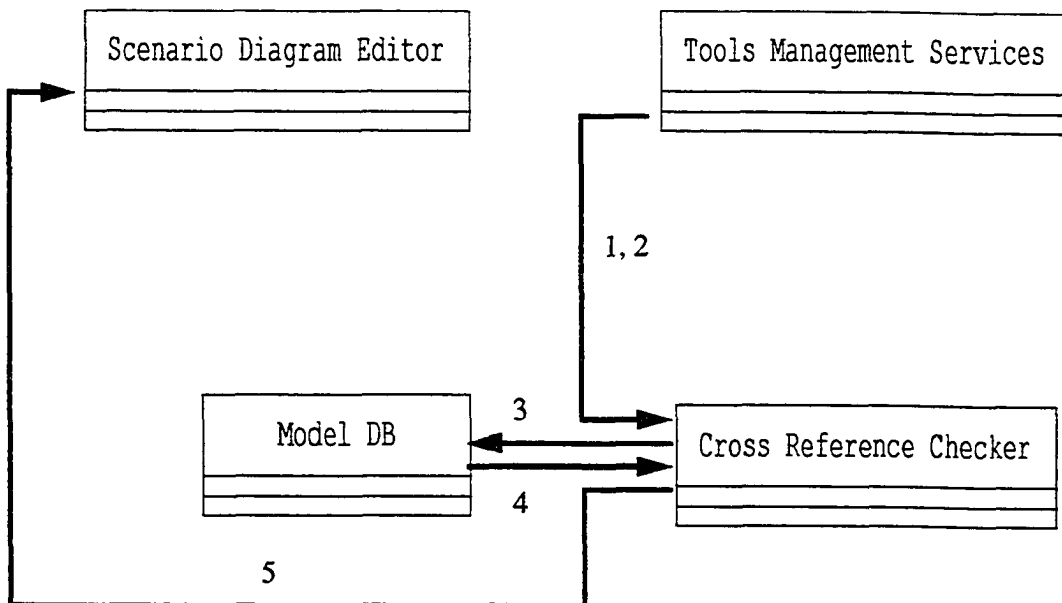 Scenario Diagram Editor
Tools Management Services
1, 2
3
Model DB
Cross Reference Checker
4
5